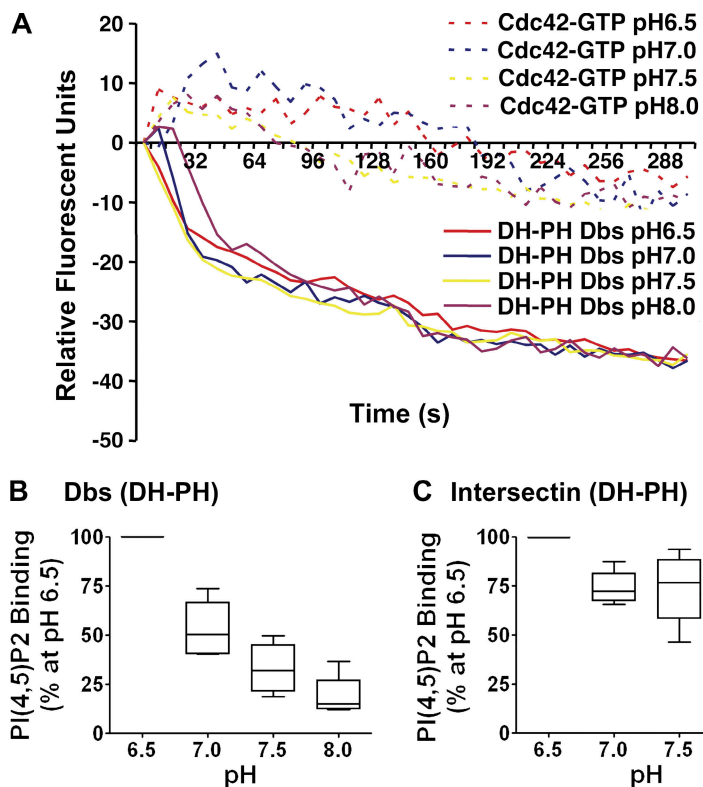 A
Relative Fluorescent Units
20
10
0
-10
-20
-30
-40
-50
32 64 96 128 160 192 224 256 288
Cdc42-GTP pH6.5
Cdc42-GTP pH7.0
Cdc42-GTP pH7.5
Cdc42-GTP pH8.0
DH-PH Dbs pH6.5
DH-PH Dbs pH7.0
DH-PH Dbs pH7.5
DH-PH Dbs pH8.0
Time (s)
B Dbs (DH-PH)
PI(4,5)P2 Binding
(% at pH 6.5)
100
75
50
25
0
6.5 7.0 7.5 8.0
pH
C Intersectin (DH-PH)
PI(4,5)P2 Binding
(% at pH 6.5)
100
75
50
25
0
6.5 7.0 7.5
pH